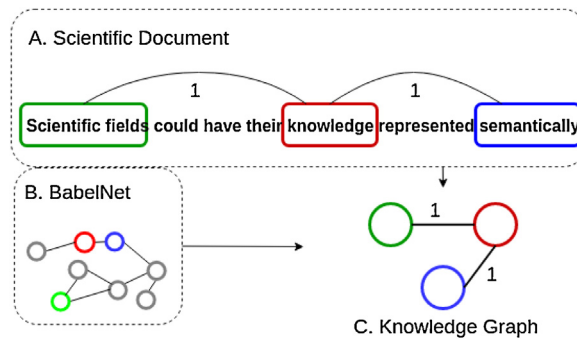 A. Scientific Document
1 1
Scientific fields could have their knowledge represented semantically
B. BabelNet
1
1
C. Knowledge Graph